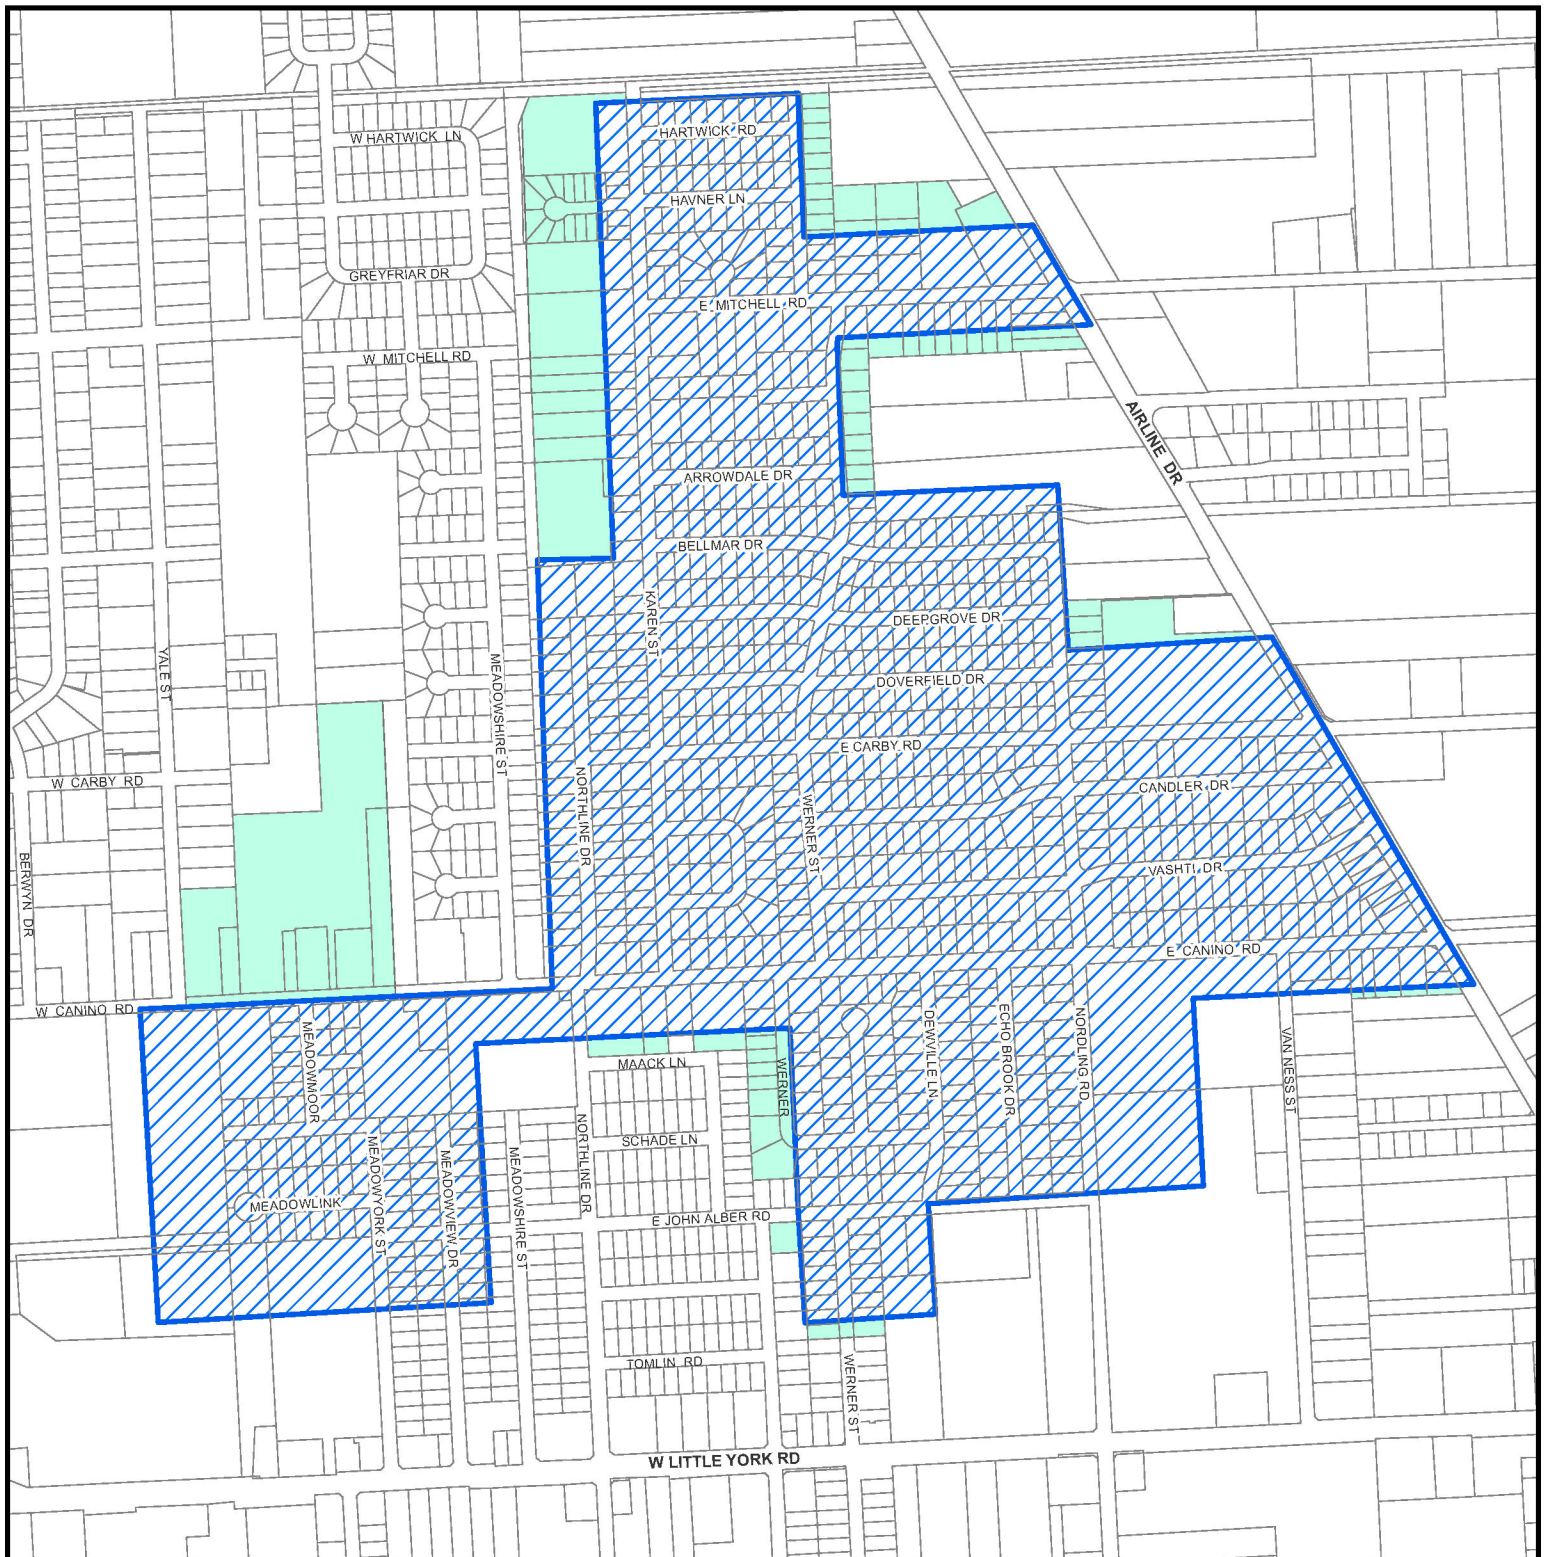 HARTWICK RD
W HARTWICK LN
HAVNER LN
GREYFRIAR DR
E MITCHELL RD
W MITCHELL RD
AIRLINE DR
ARROWDALE DR
BELLMAR DR
KAREN ST
DEEPGROVE DR
YALE ST
MEADOWSHIRE ST
DOVERFIELD DR
E CARBY RD
W CARBY RD
NORTHLINE DR
WERNER ST
CANDLER DR
BERWYN DR
VASHTI DR
E CANINO RD
W CANINO RD
MEADOWMOOR
DEWVILLE LN
ECHO BROOK DR
NORDLING RD
VAN NESS ST
MAACK LN
WERNER
NORTHLINE DR
SCHADE LN
MEADOWYORK ST
MEADOWVIEW DR
MEADOWSHIRE ST
MEADOWLINK
E JOHN ALBER RD
TOMLIN RD
WERNER ST
W LITTLE YORK RD